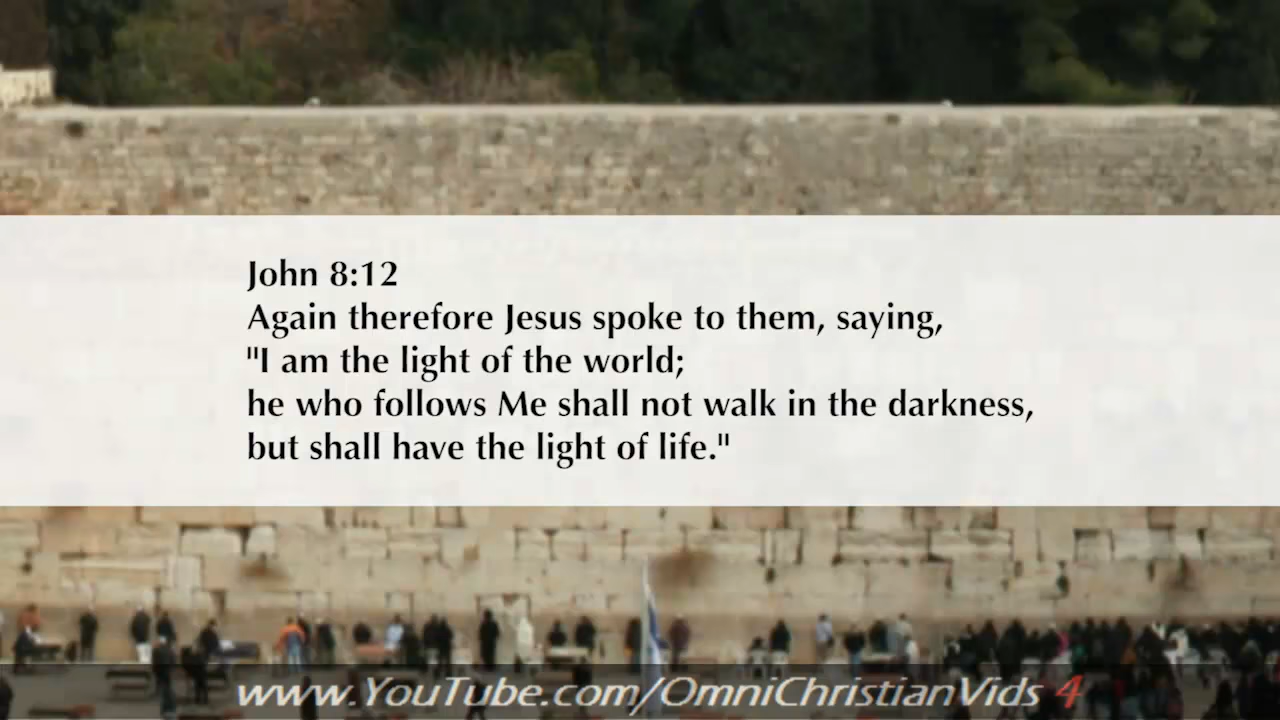 John 8:12
Again therefore Jesus spoke to them, saying,
"I am the light of the world;
he who follows Me shall not walk in the darkness,
but shall have the light of life."
www.YouTube.com/OmniChristianVids 4